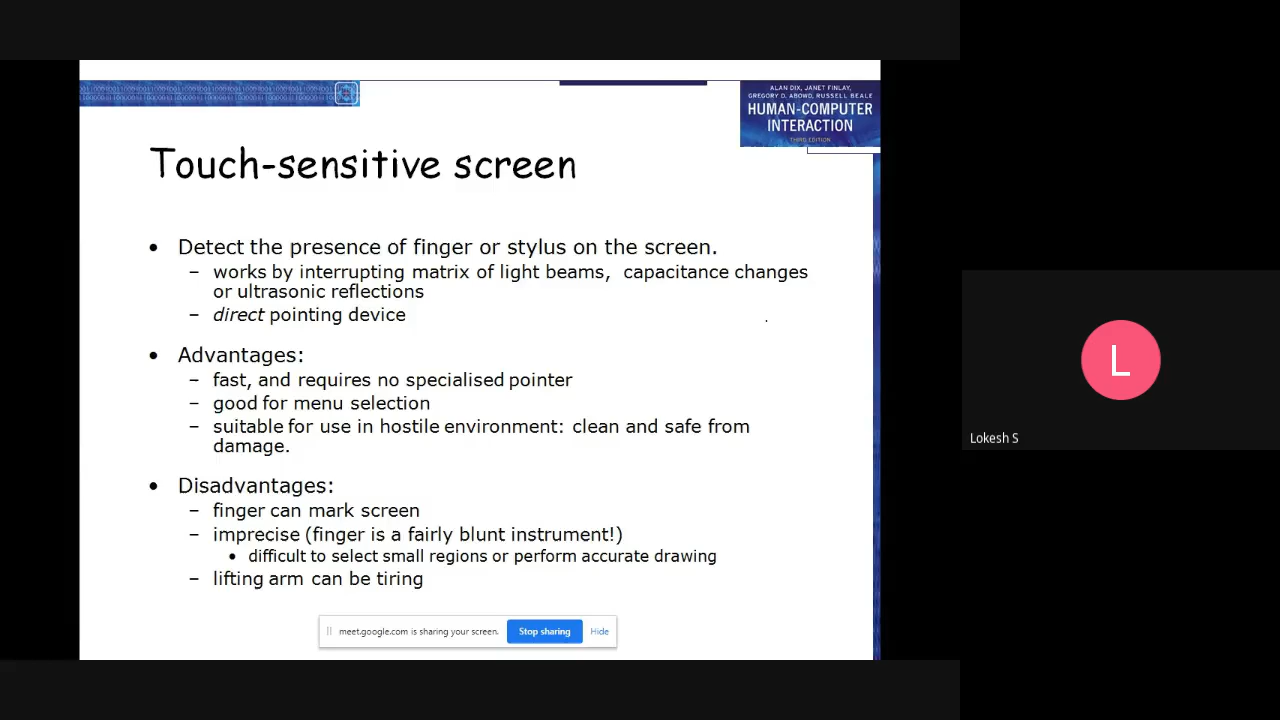 ALAN DIX, JANET FINLAY,
GREGORY D. ABOWD, RUSSELL BEALE
HUMAN-COMPUTER
INTERACTION
THIRD EDITION
Touch-sensitive screen
• Detect the presence of finger or stylus on the screen.
– works by interrupting matrix of light beams, capacitance changes
or ultrasonic reflections
– direct pointing device
• Advantages:
– fast, and requires no specialised pointer
– good for menu selection
– suitable for use in hostile environment: clean and safe from
damage.
• Disadvantages:
– finger can mark screen
– imprecise (finger is a fairly blunt instrument!)
• difficult to select small regions or perform accurate drawing
– lifting arm can be tiring
meet.google.com is sharing your screen. Stop sharing Hide
L
Lokesh S